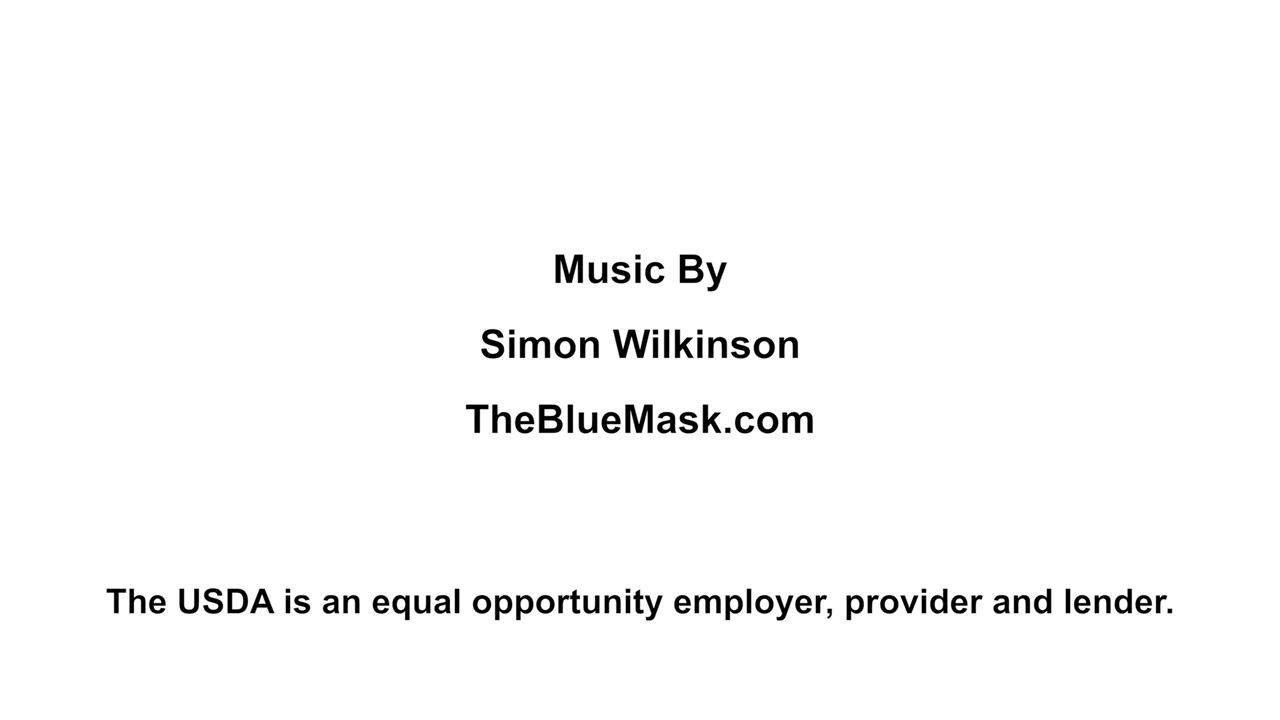 Music By
Simon Wilkinson
TheBlueMask.com
The USDA is an equal opportunity employer, provider and lender.